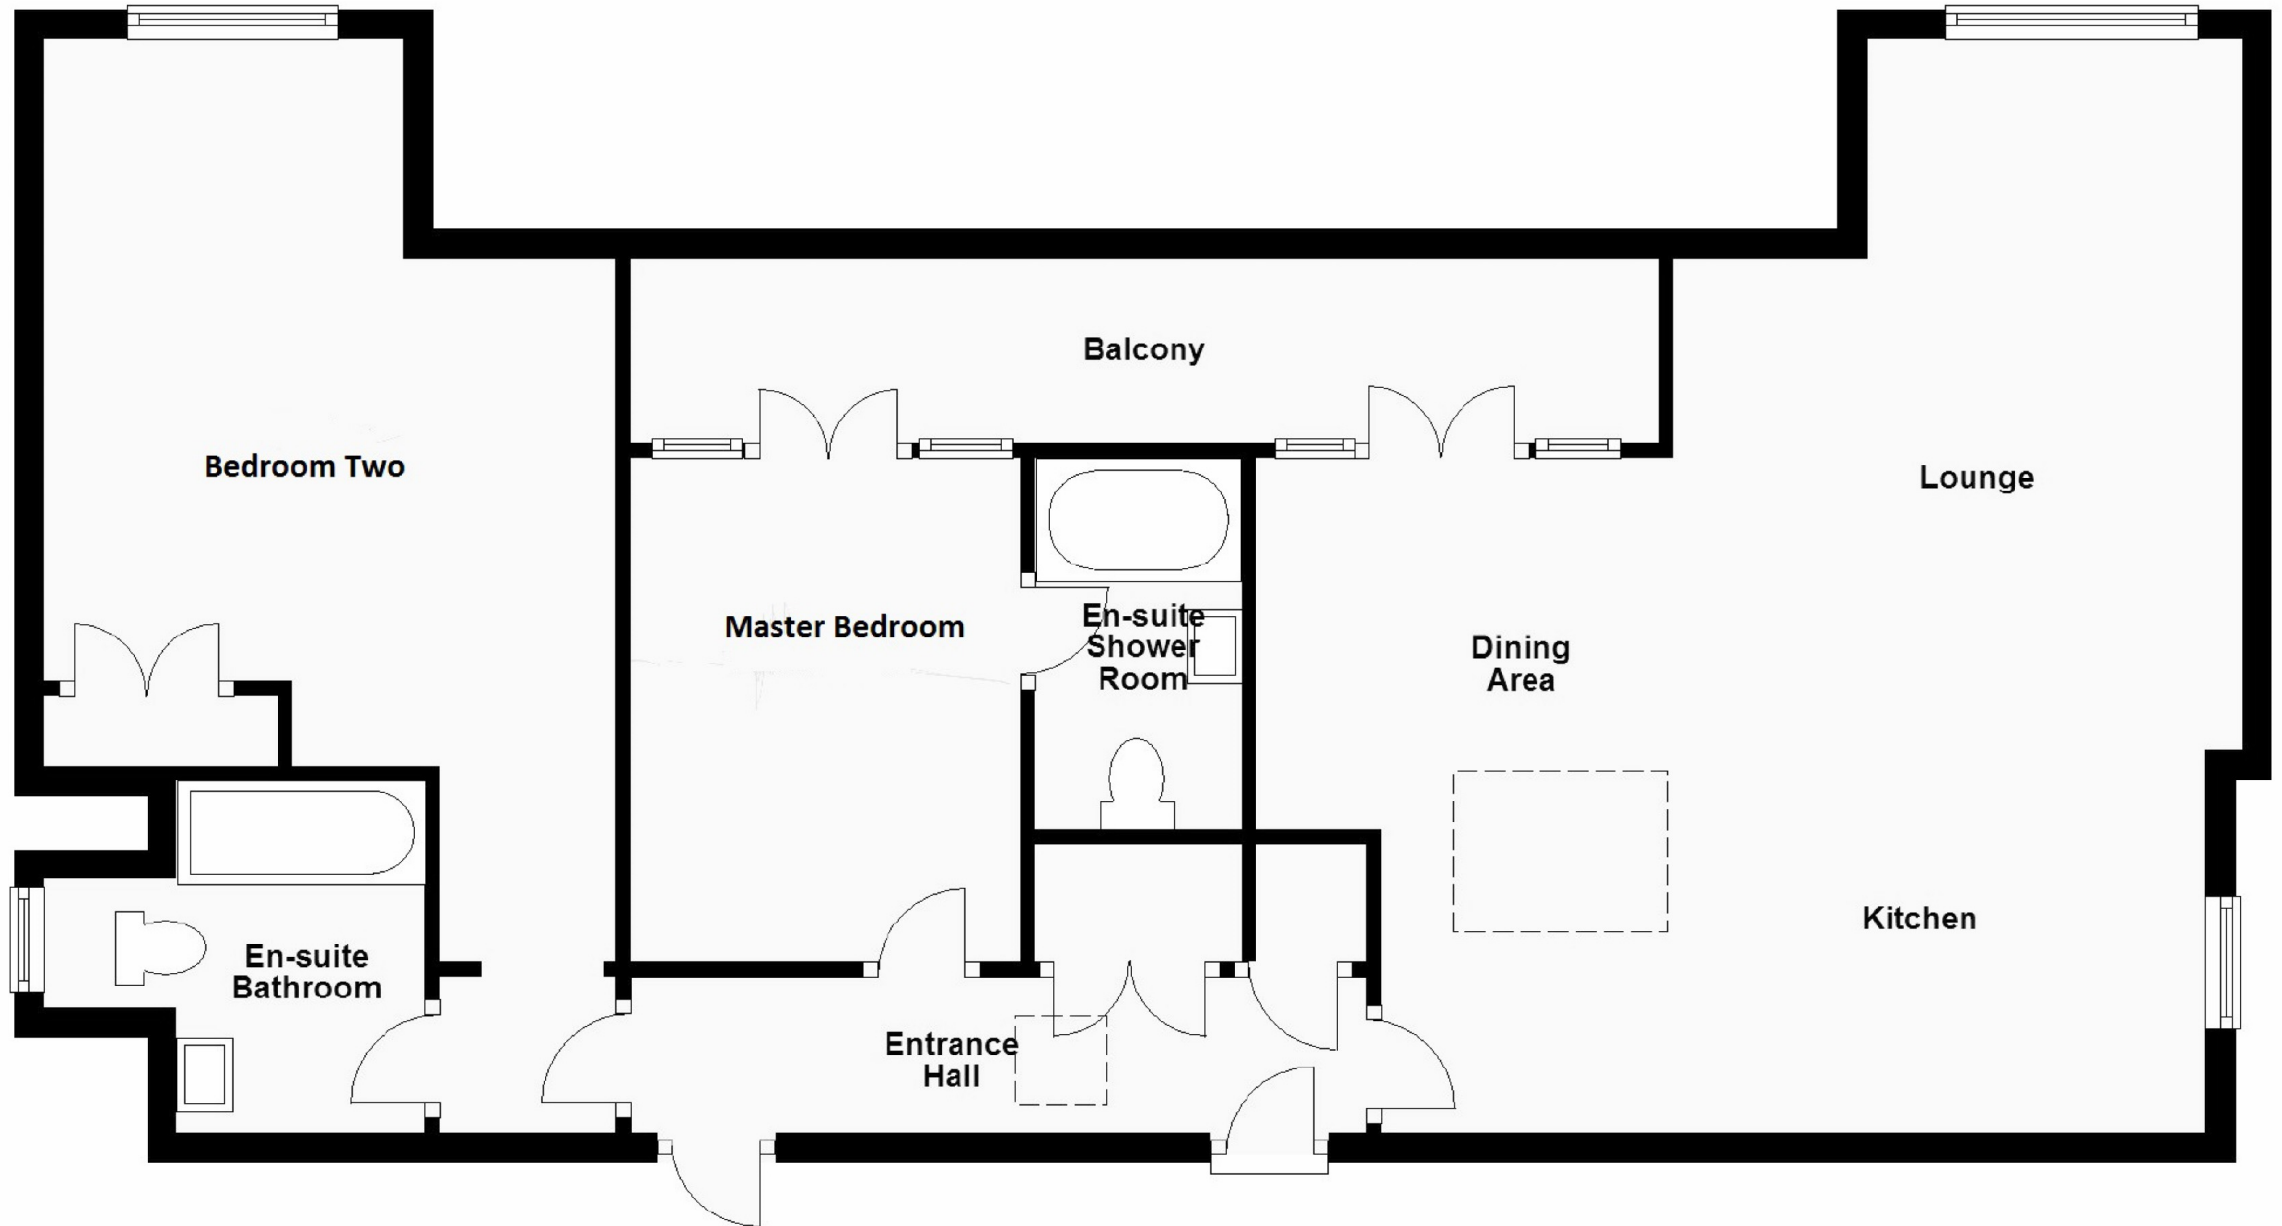 Balcony
Bedroom Two
Lounge
Master Bedroom
En-suite
Shower
Room
Dining
Area
Kitchen
En-suite
Bathroom
Entrance
Hall